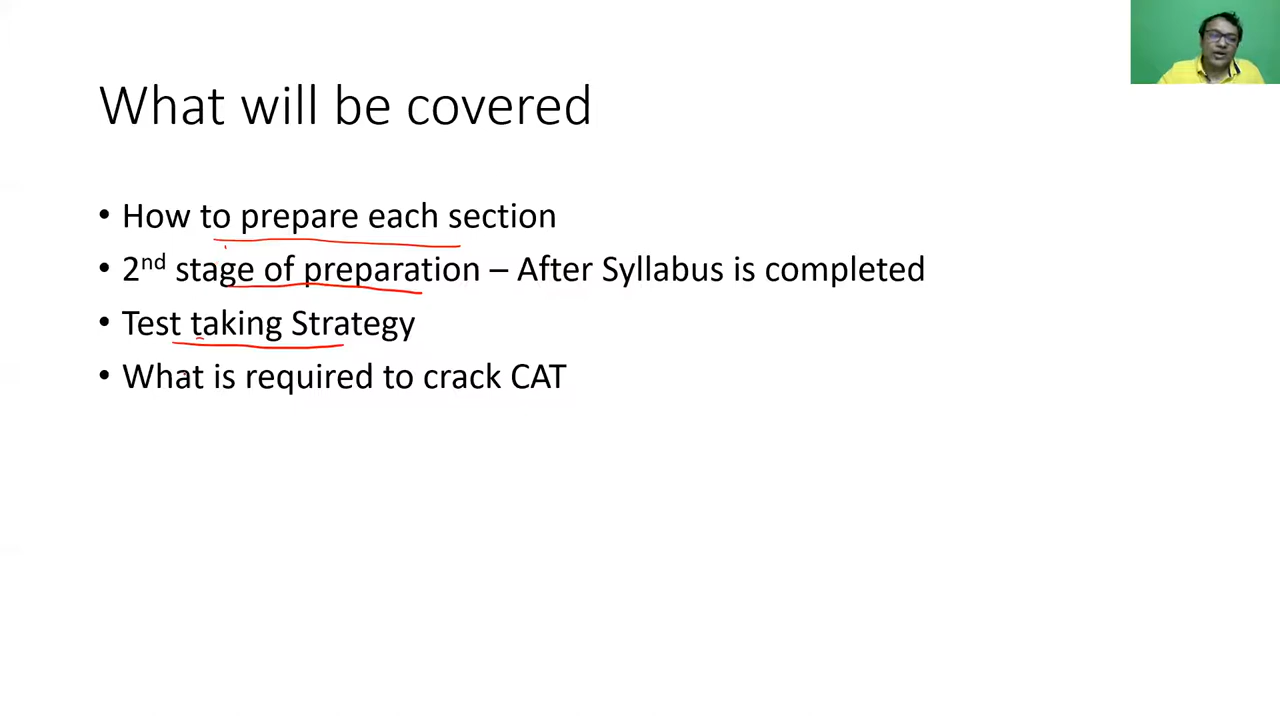 What will be covered
• How to prepare each section
• 2nd stage of preparation – After Syllabus is completed
• Test taking Strategy
• What is required to crack CAT